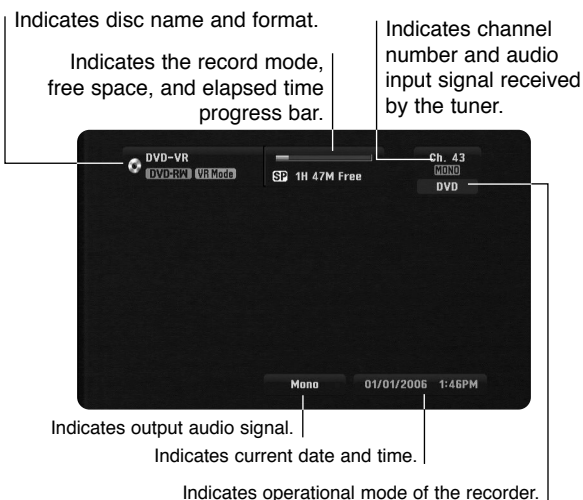 Indicates disc name and format.
Indicates channel
number and audio
input signal received
by the tuner.
Indicates the record mode,
free space, and elapsed time
progress bar.
DVD-VR
DVD-RW VR Mode
SP 1H 47M Free
Ch. 43
MONO
DVD
Mono
01/01/2006 1:46PM
Indicates output audio signal.
Indicates current date and time.
Indicates operational mode of the recorder.